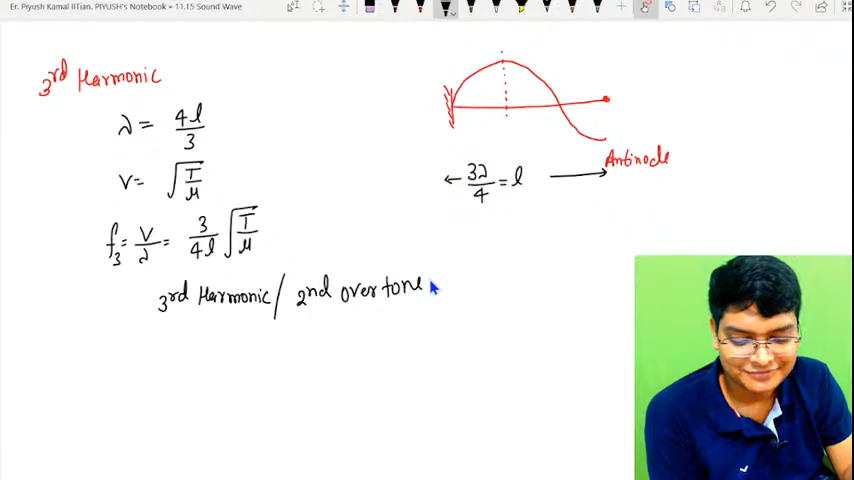 Er. Piyush Kamal IITian. PIYUSH's Notebook » 11.15 Sound Wave
3rd Harmonic
λ = 4l/3
v = √T/μ
f₃ = v/λ = 3/4l √T/μ
3rd Harmonic / 2nd overtone
Antinode
← 3λ/4 = l →